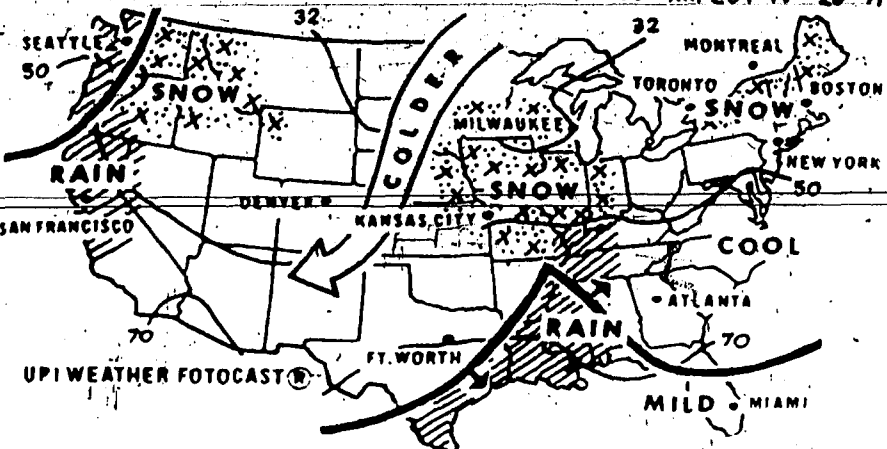 32
SEATTLE
50
SNOW
COLDER
32
MONTREAL
TORONTO
BOSTON
SNOW
MILWAUKEE
NEW YORK
50
RAIN
SNOW
DENVER
KANSAS CITY
SAN FRANCISCO
COOL
ATLANTA
70
RAIN
70
FT. WORTH
UPI WEATHER FOTOCAST ®
MILD
MIAMI